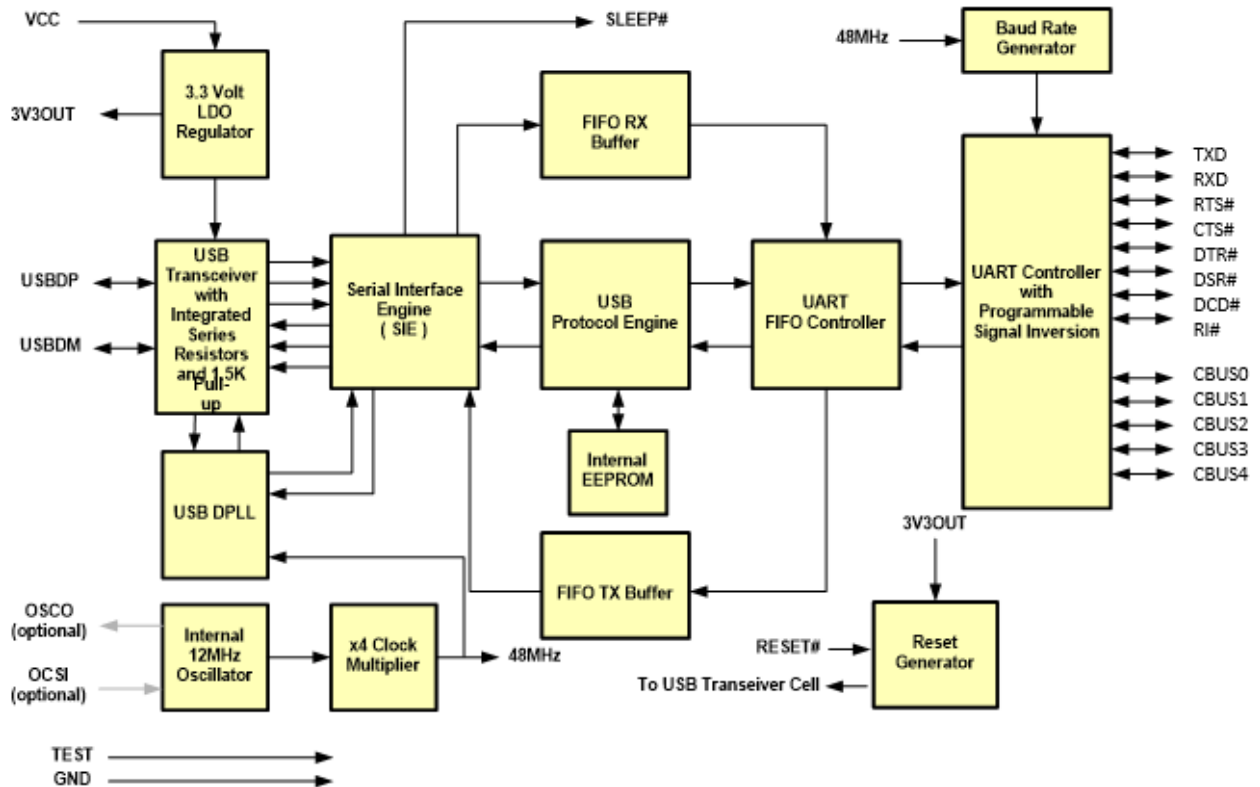 VCC
SLEEP#
48MHz
Baud Rate
Generator
3.3 Volt
LDO
Regulator
3V3OUT
FIFO RX
Buffer
TXD
RXD
RTS#
CTS#
DTR#
DSR#
DCD#
RI#
CBUS0
CBUS1
CBUS2
CBUS3
CBUS4
USBDP
USBDM
USB
Transceiver
with
Integrated
Series
Resistors
and 1.5K
Pull-
up
Serial Interface
Engine
( SIE )
USB
Protocol Engine
UART
FIFO Controller
UART Controller
with
Programmable
Signal Inversion
USB DPLL
Internal
EEPROM
3V3OUT
FIFO TX Buffer
OSCO
(optional)
OCSI
(optional)
Internal
12MHz
Oscillator
x4 Clock
Multiplier
48MHz
RESET#
To USB Transeiver Cell
Reset
Generator
TEST
GND